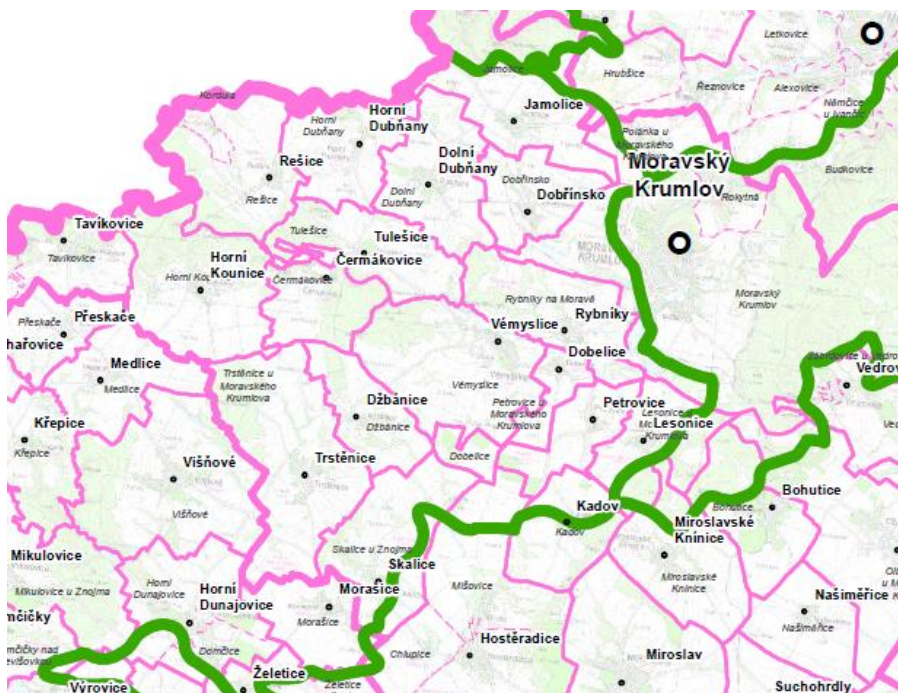 Letkovice
Hrubšice
Jamolice
Řeznovice
Alexovice
Kordula
Němčice
u Ivančic
Horní
Dubňany
Horní
Dubňany
Jamolice
Polánka u
Moravského
Krumlova
Moravský
Krumlov
Budkovice
Rešice
Rešice
Dolní
Dubňany
Dolní
Dubňany
Dobřínsko
Dobřínsko
Rokytná
Tavíkovice
Tavíkovice
Tulešice
Tulešice
Horní
Kounice
Čermákovice
Čermákovice
MORAVSKÝ
KRUMLOV
Moravský
Krumlov
Rybníky na Moravě
Rybníky
Přeskače
Přeskače
Vémyslice
Vémyslice
Dobelice
Medlice
Medlice
Trstěnice u
Moravského
Krumlova
Petrovice u
Moravského
Krumlova
Petrovice
Lesonice
Křepice
Křepice
Džbánice
Džbánice
Dobelice
Trstěnice
Višňové
Višňové
Kadov
Kadov
Bohutice
Bohutice
Miroslavské
Knínice
Miroslavské
Knínice
Mikulovice
Mikulovice u Znojma
Skalice u Znojma
Skalice
Mišovice
Horní
Dunajovice
Horní
Dunajovice
Morašice
Morašice
Našiměřice
Našiměřice
Domčice
Hostěradice
Chlupice
Miroslav
Želetice
Želetice
Výrovice
Suchohrdly